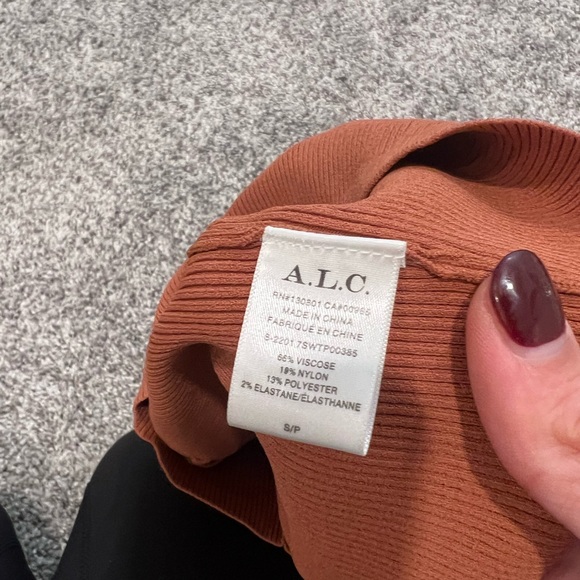 A.L.C.
RN#130801 CA#00965
MADE IN CHINA
FABRIQUÉ EN CHINE
S-2201 7SWTP00385
66% VISCOSE
19% NYLON
13% POLYESTER
2% ELASTANE/ÉLASTHANNE
S/P